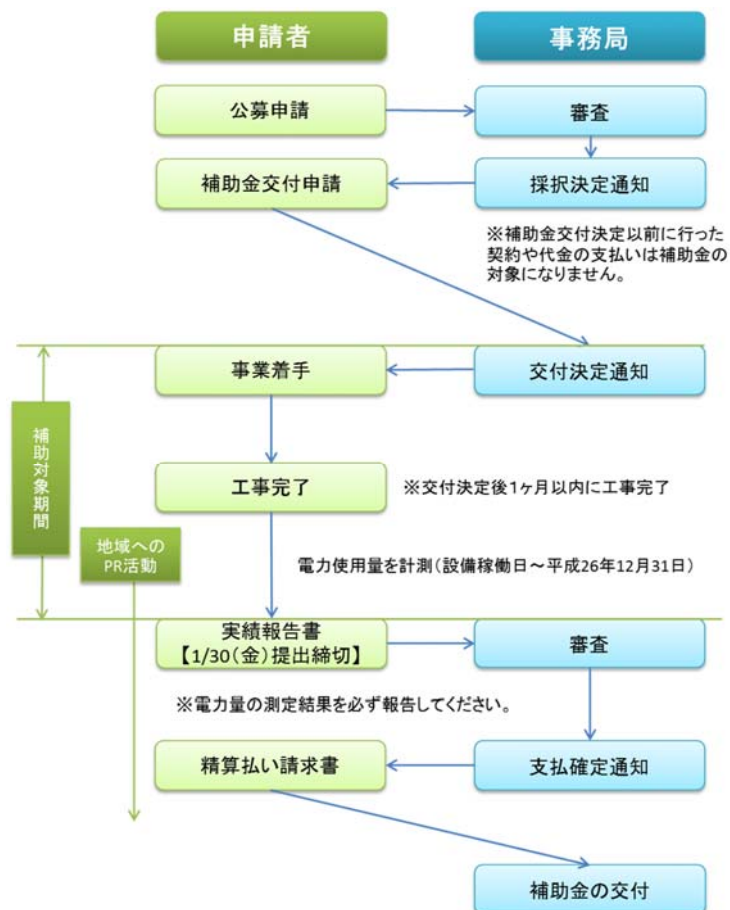 申請者
事務局
公募申請
審査
補助金交付申請
採択決定通知
※補助金交付決定以前に行った
契約や代金の支払いは補助金の
対象になりません。
事業着手
交付決定通知
補助対象期間
工事完了
※交付決定後1ヶ月以内に工事完了
地域への
PR活動
電力使用量を計測(設備稼働日～平成26年12月31日)
実績報告書
【1/30(金)提出締切】
審査
※電力量の測定結果を必ず報告してください。
精算払い請求書
支払確定通知
補助金の交付